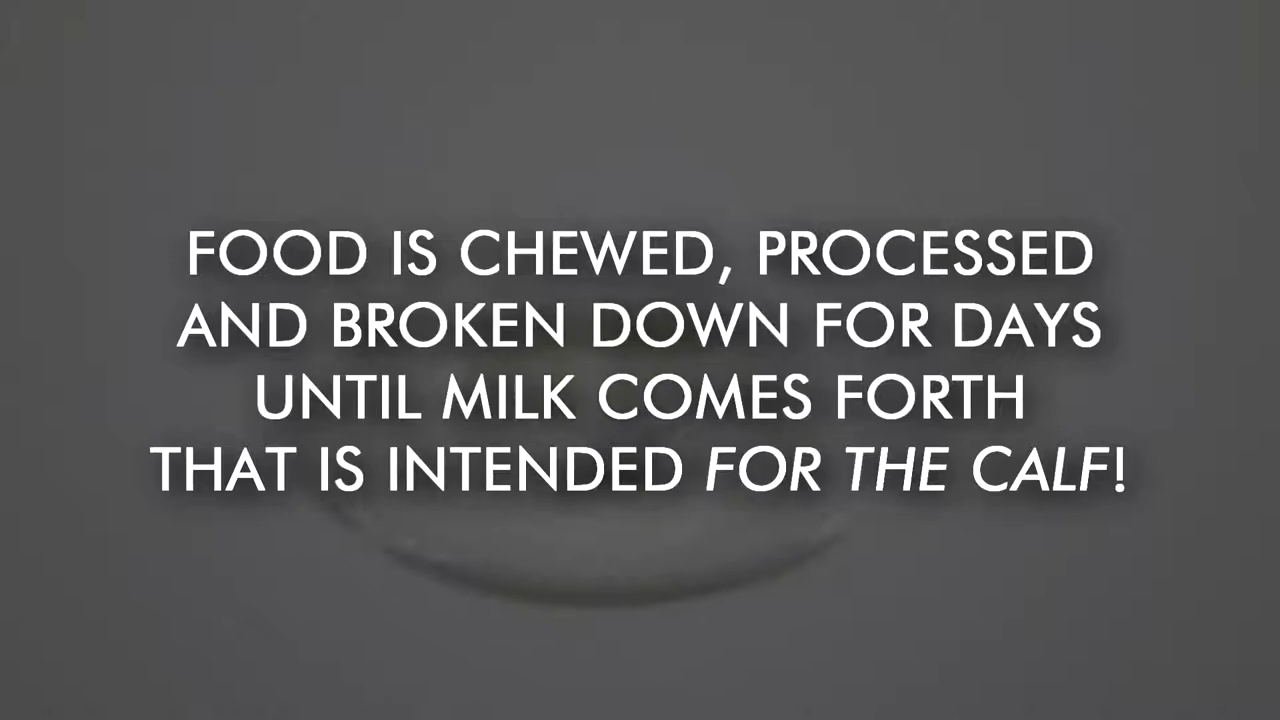 FOOD IS CHEWED, PROCESSED
AND BROKEN DOWN FOR DAYS
UNTIL MILK COMES FORTH
THAT IS INTENDED FOR THE CALF!